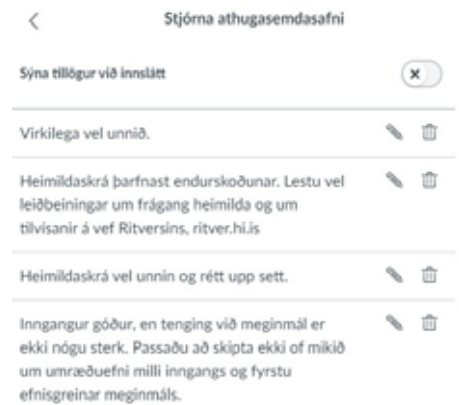 Stjórna athugasemdasafni
Sýna tillögur við innslátt
Virkilega vel unnið.
Heimildaskrá þarfnast endurskoðunar. Lestu vel
leiðbeiningar um frágang heimilda og um
tilvísanir á vef Ritversins, ritver.hi.is
Heimildaskrá vel unnin og rétt upp sett.
Inngangur góður, en tenging við meginmál er
ekki nógu sterk. Passaðu að skipta ekki of mikið
um umræðuefni milli inngangs og fyrstu
efnisgreinar meginmáls.